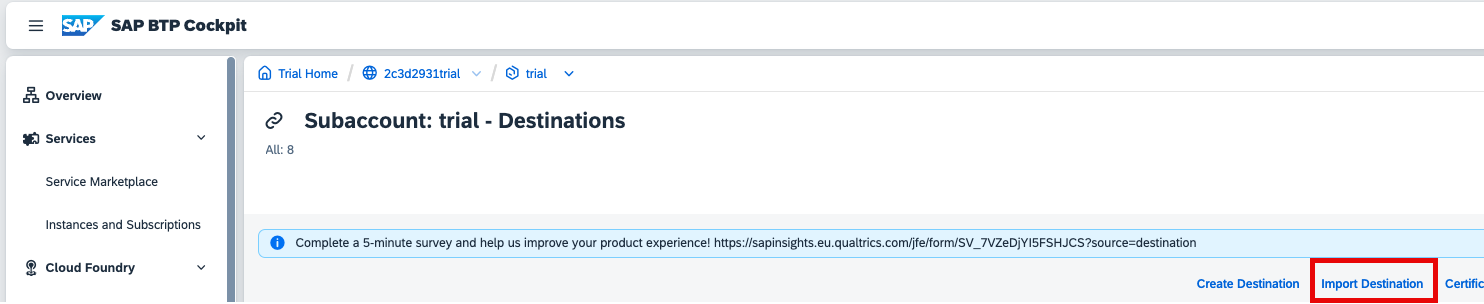 SAP SAP BTP Cockpit
Trial Home / 2c3d2931trial / trial
Overview
Subaccount: trial - Destinations
Services
All: 8
Service Marketplace
Instances and Subscriptions
Complete a 5-minute survey and help us improve your product experience! https://sapinsights.eu.qualtrics.com/jfe/form/SV_7VZeDjYI5FSHJCS?source=destination
Cloud Foundry
Create Destination Import Destination Certific